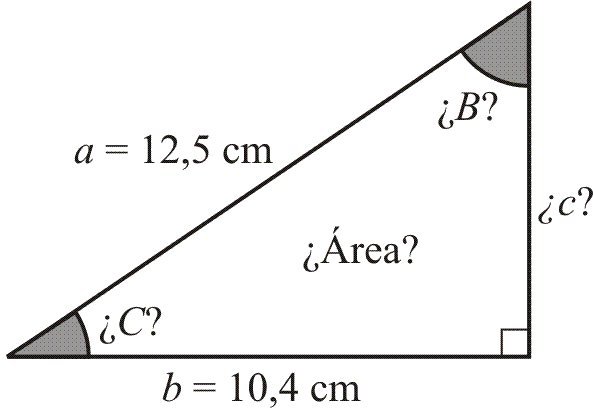 ¿B?
a = 12,5 cm
¿c?
¿Área?
¿C?
b = 10,4 cm